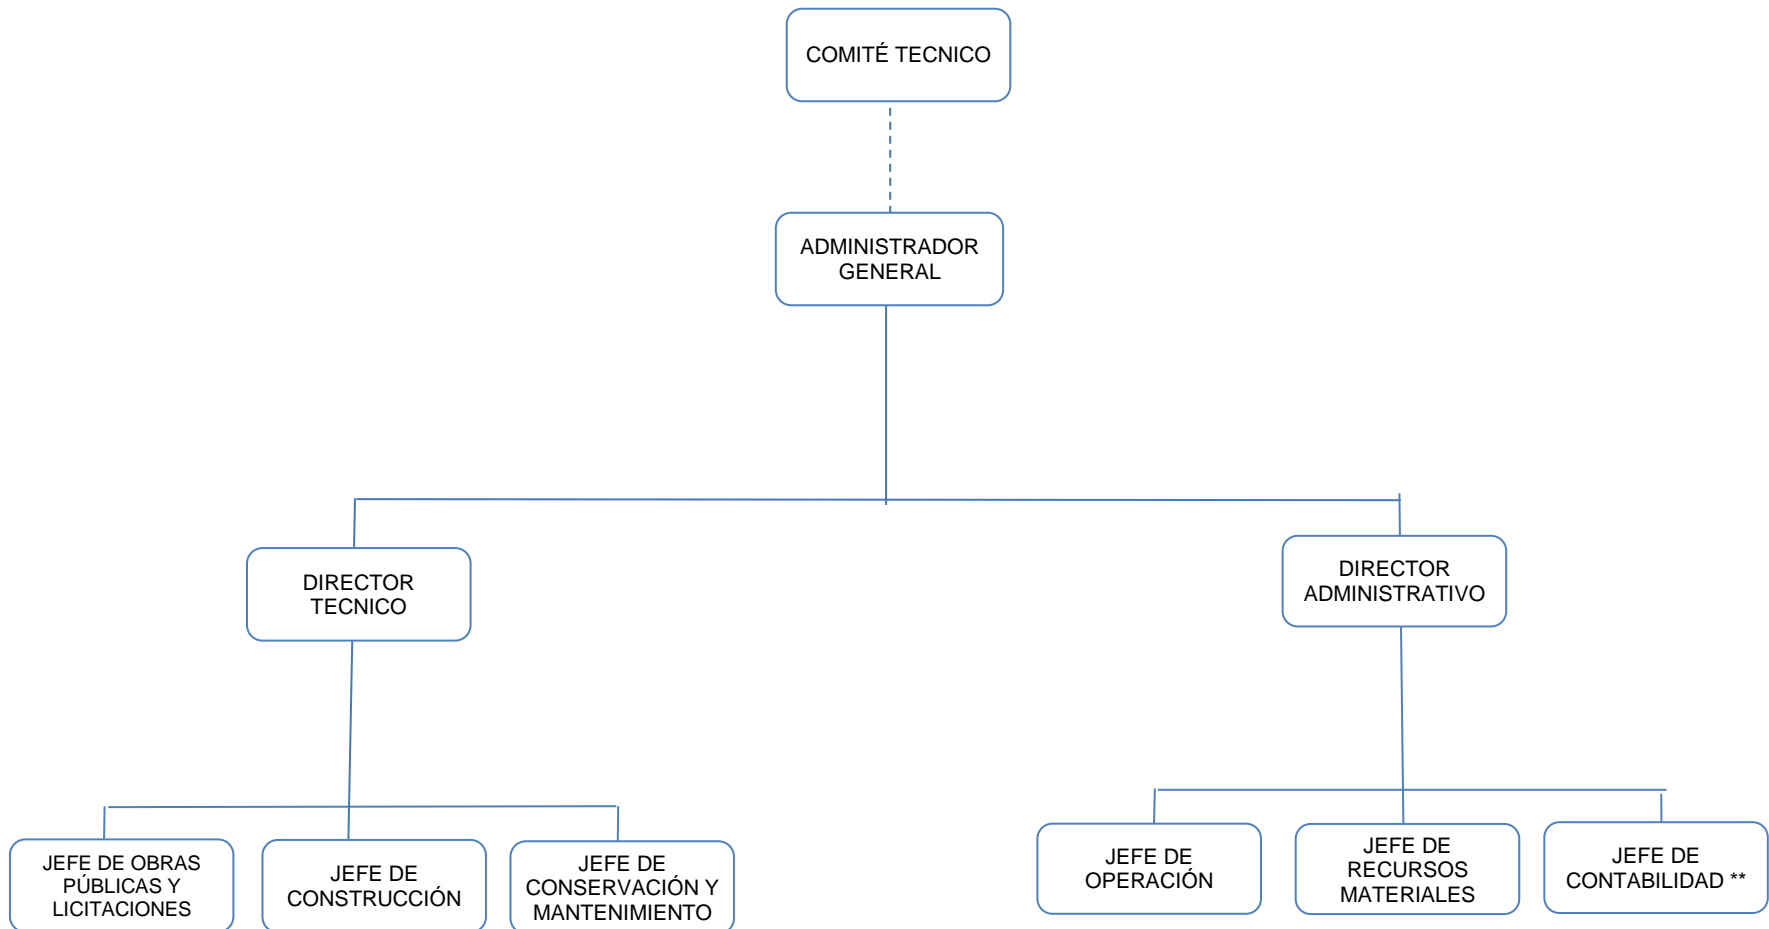 COMITÉ TECNICO
ADMINISTRADOR
GENERAL
DIRECTOR
TECNICO
DIRECTOR
ADMINISTRATIVO
JEFE DE OBRAS
PÚBLICAS Y
LICITACIONES
JEFE DE
CONSTRUCCIÓN
JEFE DE
CONSERVACIÓN Y
MANTENIMIENTO
JEFE DE
OPERACIÓN
JEFE DE
RECURSOS
MATERIALES
JEFE DE
CONTABILIDAD **